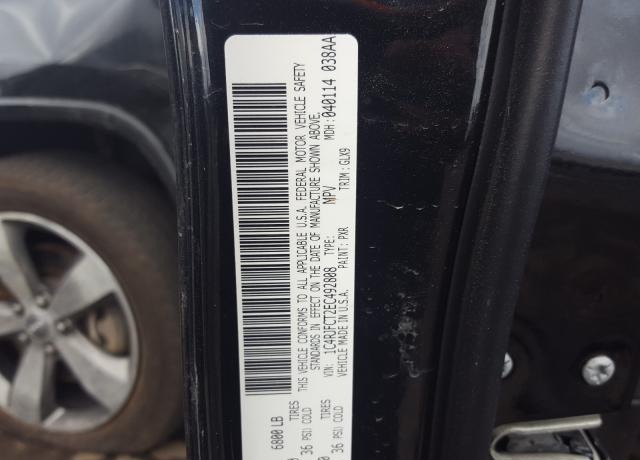 6800 LB
TIRES
36 PSI COLD
TIRES
36 PSI COLD
THIS VEHICLE CONFORMS TO ALL APPLICABLE U.S.A. FEDERAL MOTOR VEHICLE SAFETY
STANDARDS IN EFFECT ON THE DATE OF MANUFACTURE SHOWN ABOVE.
VIN: 1C4RJFCT2EC492808 TYPE: MPV MDH: 040114 038AA
VEHICLE MADE IN U.S.A. PAINT: PXR TRIM: GLX9